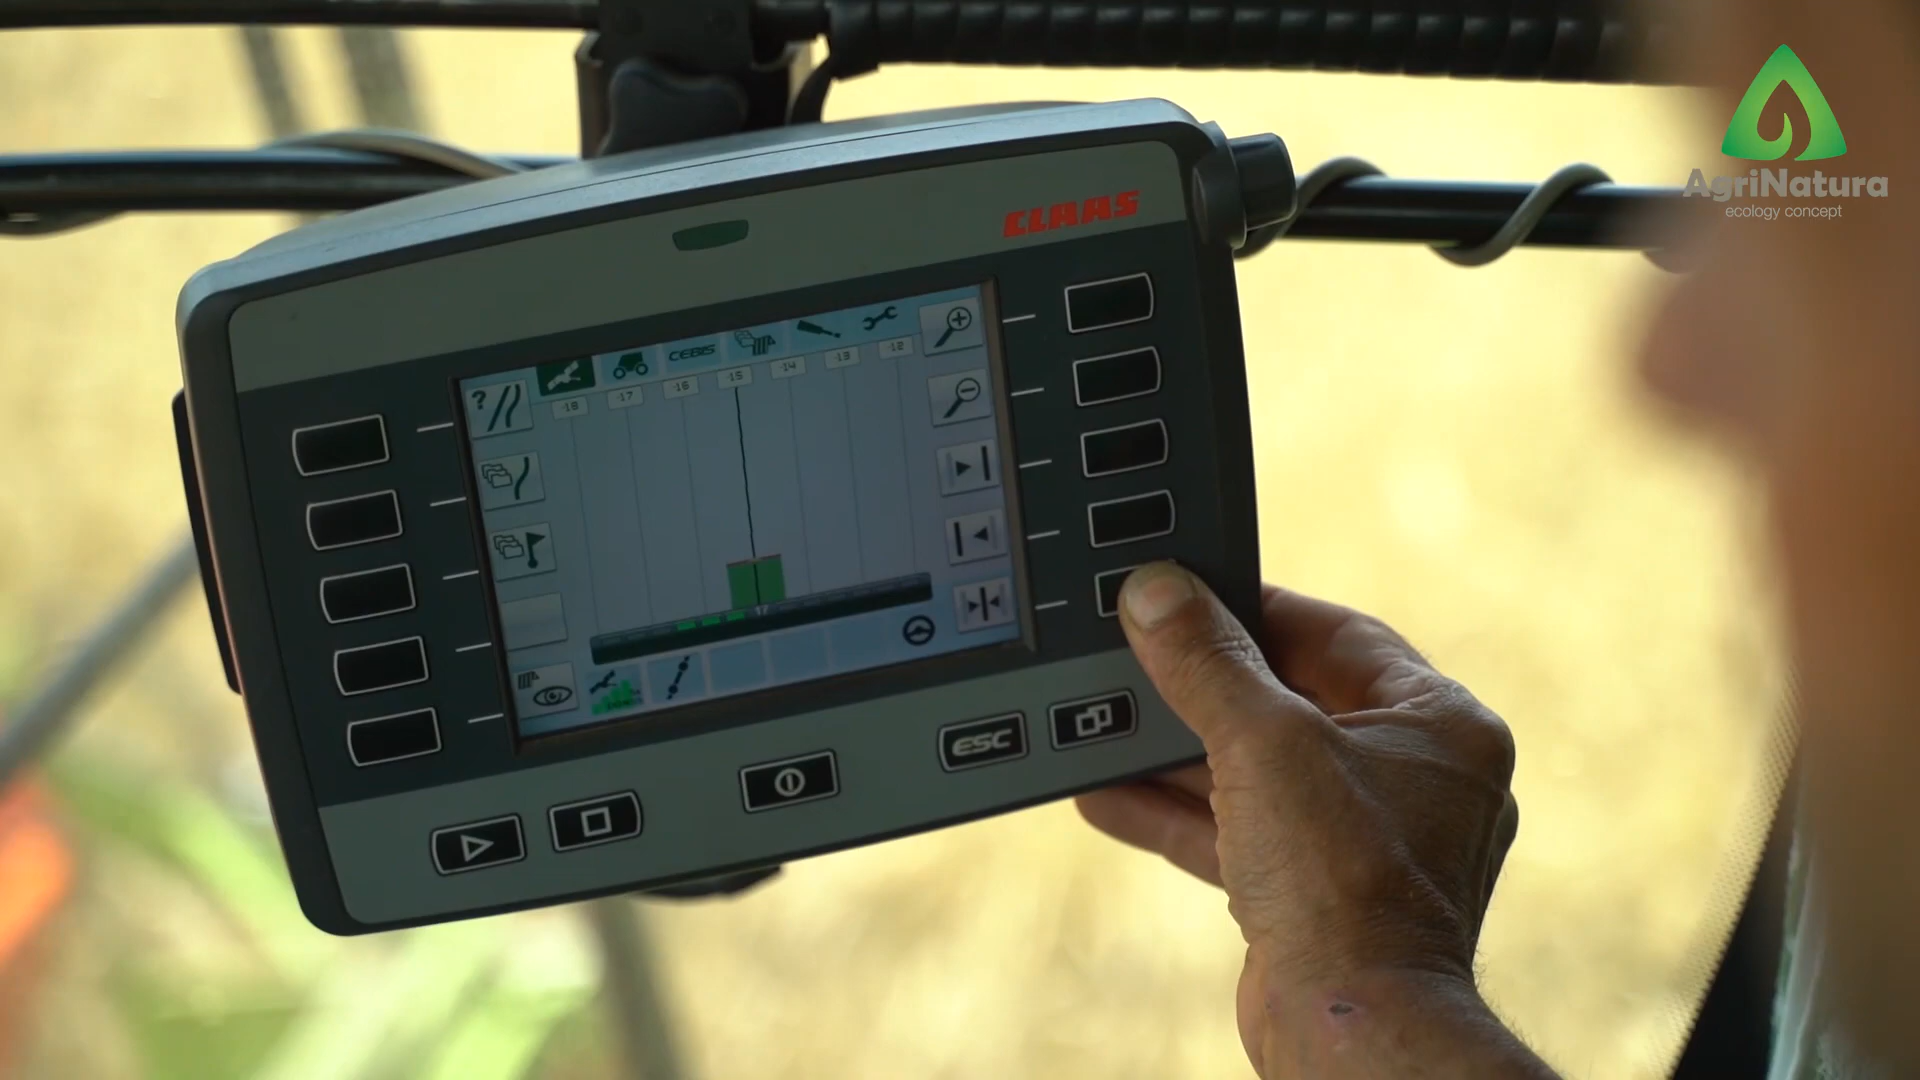 AgriNatura
ecology concept
CLAAS
CEBIS
-18 -17 -16 -15 -14 -13 -12
?
17
ESC